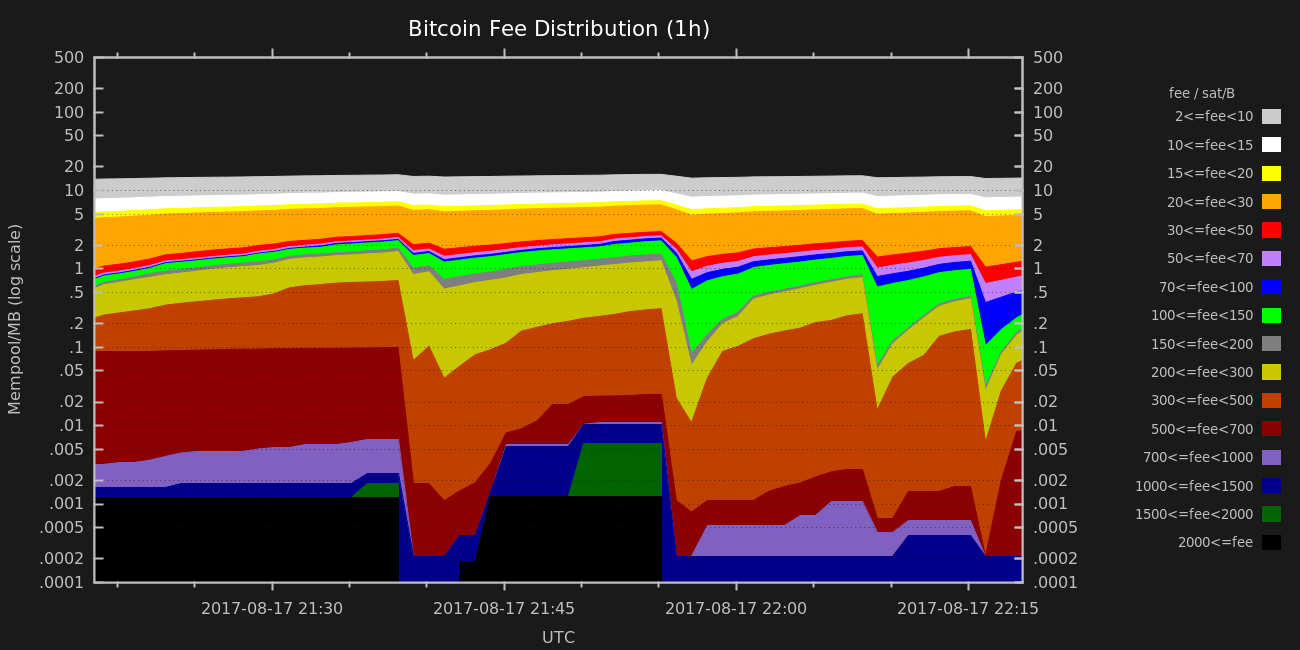 Bitcoin Fee Distribution (1h)
500
200
100
50
20
10
5
2
1
.5
.2
.1
.05
.02
.01
.005
.002
.001
.0005
.0002
.0001
Mempool/MB (log scale)
500
200
100
50
20
10
5
2
1
.5
.2
.1
.05
.02
.01
.005
.002
.001
.0005
.0002
.0001
2017-08-17 21:30
2017-08-17 21:45
2017-08-17 22:00
2017-08-17 22:15
UTC
fee / sat/B
2<=fee<10
10<=fee<15
15<=fee<20
20<=fee<30
30<=fee<50
50<=fee<70
70<=fee<100
100<=fee<150
150<=fee<200
200<=fee<300
300<=fee<500
500<=fee<700
700<=fee<1000
1000<=fee<1500
1500<=fee<2000
2000<=fee